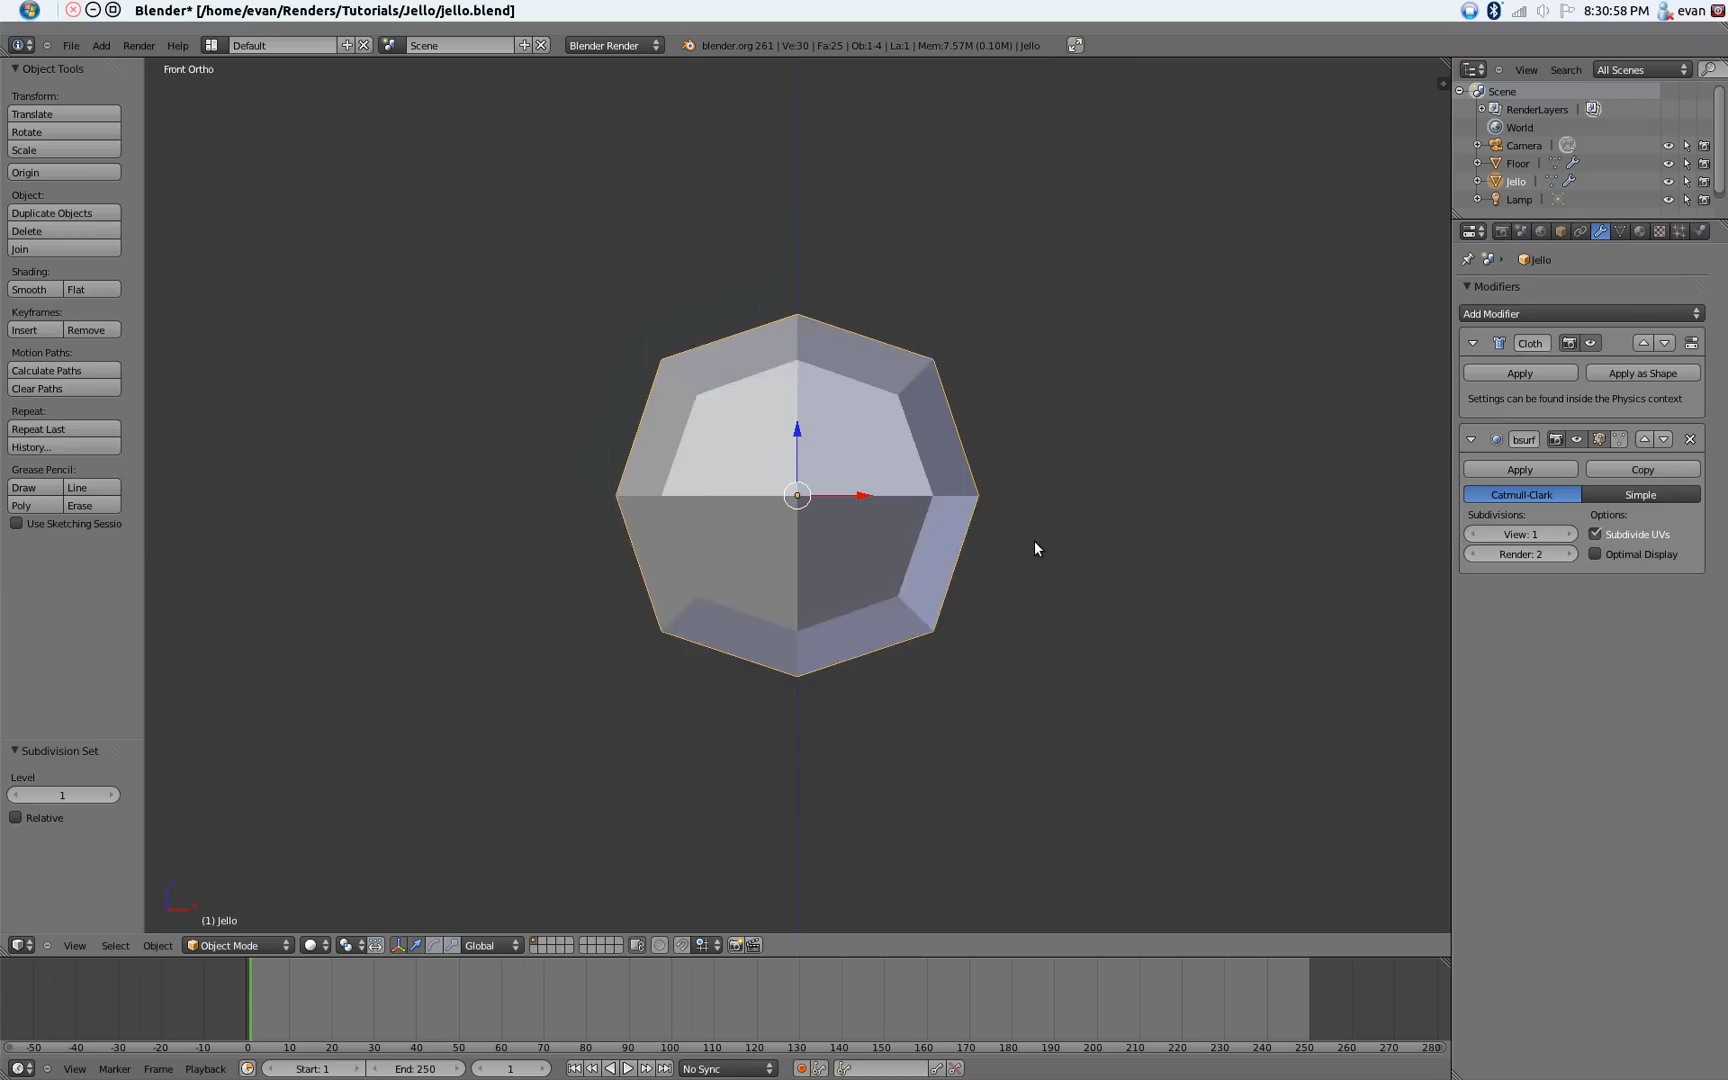 Blender* [/home/evan/Renders/Tutorials/Jello/jello.blend]
8:30:58 PM evan
File Add Render Help Default Scene Blender Render blender.org 261 | Ve:30 | Fa:25 | Ob:1-4 | La:1 | Mem:7.57M (0.10M) | Jello
Object Tools
Transform:
Translate
Rotate
Scale
Origin
Object:
Duplicate Objects
Delete
Join
Shading:
Smooth Flat
Keyframes:
Insert Remove
Motion Paths:
Calculate Paths
Clear Paths
Repeat:
Repeat Last
History...
Grease Pencil:
Draw Line
Poly Erase
Use Sketching Sessio
Subdivision Set
Level
1
Relative
Front Ortho
(1) Jello
View Search All Scenes
Scene
RenderLayers
World
Camera
Floor
Jello
Lamp
Jello
Modifiers
Add Modifier
Cloth
Apply Apply as Shape
Settings can be found inside the Physics context
bsurf
Apply Copy
Catmull-Clark Simple
Subdivisions: Options:
View: 1 Subdivide UVs
Render: 2 Optimal Display
View Select Object Object Mode Global
-50 -40 -30 -20 -10 0 10 20 30 40 50 60 70 80 90 100 110 120 130 140 150 160 170 180 190 200 210 220 230 240 250 260 270 280
View Marker Frame Playback Start: 1 End: 250 1 No Sync